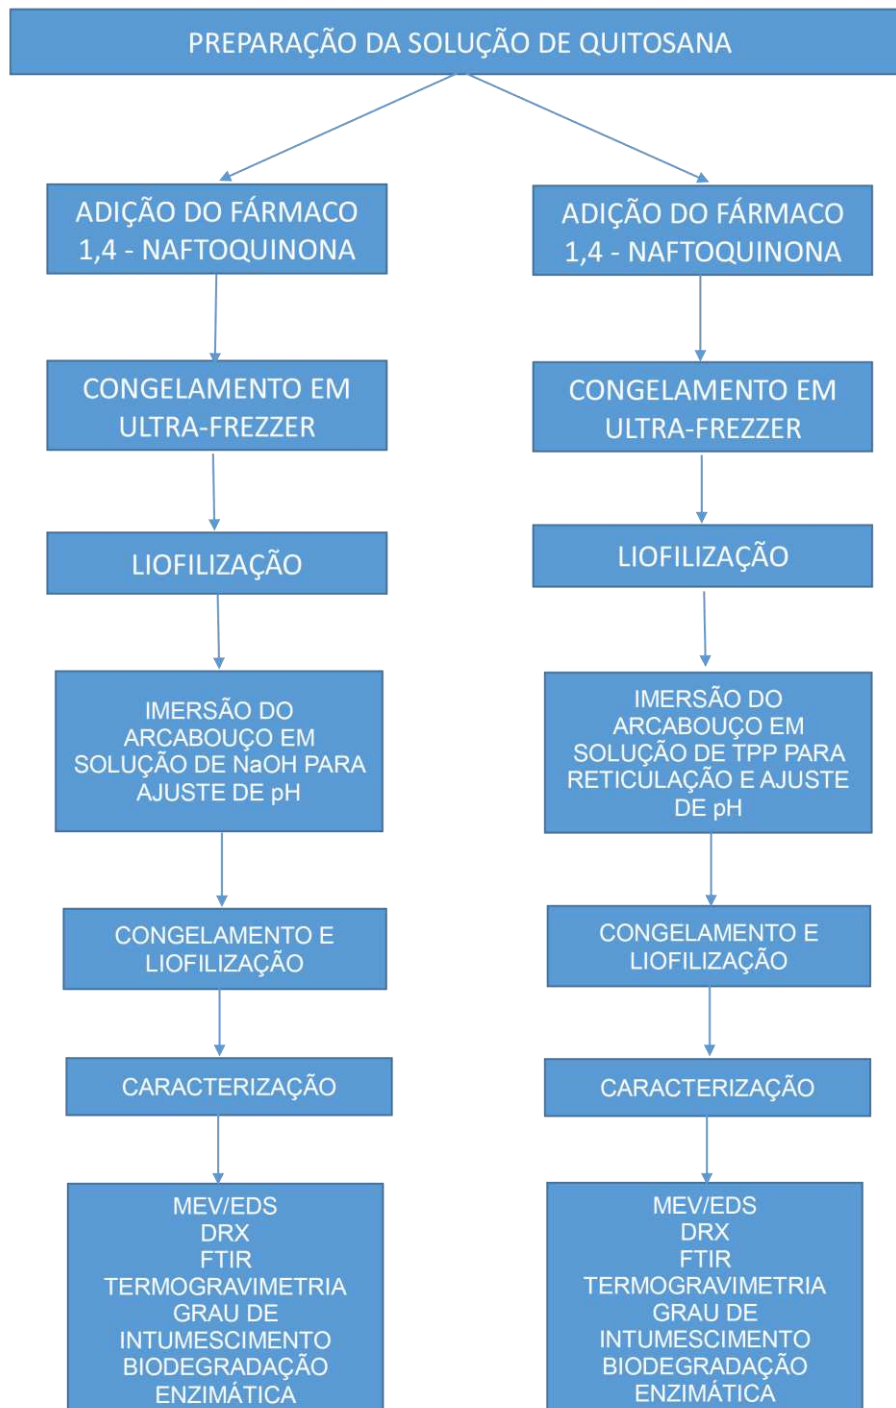 PREPARAÇÃO DA SOLUÇÃO DE QUITOSANA
ADIÇÃO DO FÁRMACO
1,4 - NAFTOQUINONA
CONGELAMENTO EM
ULTRA-FREZZER
LIOFILIZAÇÃO
IMERSÃO DO
ARCABOUÇO EM
SOLUÇÃO DE NaOH PARA
AJUSTE DE pH
CONGELAMENTO E
LIOFILIZAÇÃO
CARACTERIZAÇÃO
MEV/EDS
DRX
FTIR
TERMOGRAVIMETRIA
GRAU DE
INTUMESCIMENTO
BIODEGRADAÇÃO
ENZIMÁTICA
ADIÇÃO DO FÁRMACO
1,4 - NAFTOQUINONA
CONGELAMENTO EM
ULTRA-FREZZER
LIOFILIZAÇÃO
IMERSÃO DO
ARCABOUÇO EM
SOLUÇÃO DE TPP PARA
RETICULAÇÃO E AJUSTE
DE pH
CONGELAMENTO E
LIOFILIZAÇÃO
CARACTERIZAÇÃO
MEV/EDS
DRX
FTIR
TERMOGRAVIMETRIA
GRAU DE
INTUMESCIMENTO
BIODEGRADAÇÃO
ENZIMÁTICA